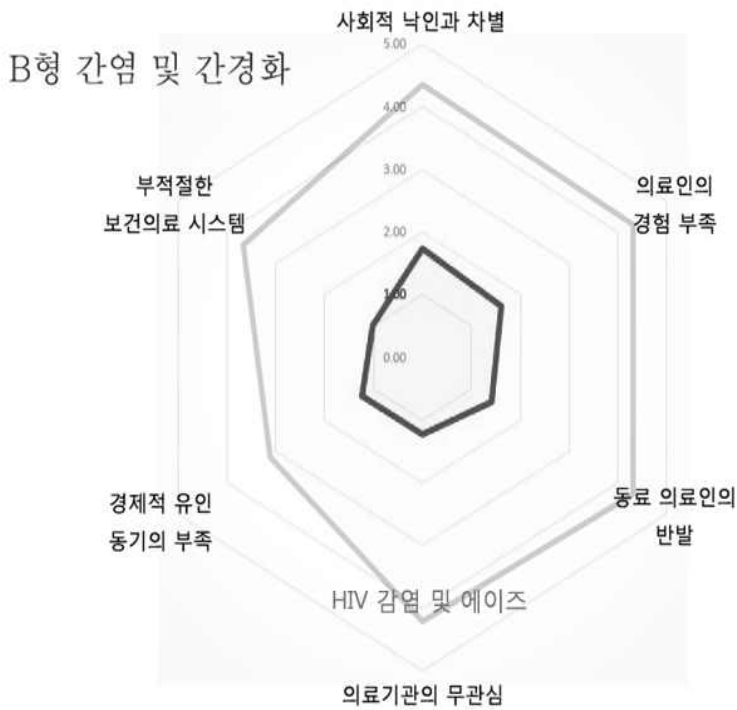 사회적 낙인과 차별
5.00
B형 간염 및 간경화
4.00
부적절한
보건의료 시스템
3.00
의료인의
경험 부족
2.00
1.00
0.00
경제적 유인
동기의 부족
동료 의료인의
반발
HIV 감염 및 에이즈
의료기관의 무관심